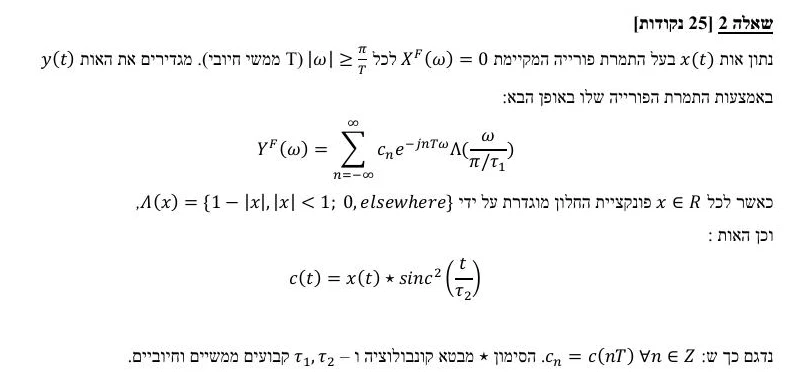 שאלה 2 [25 נקודות]
נתון אות x(t) בעל התמרת פורייה המקיימת X^F(ω) = 0 לכל |ω| ≥ π/T (T ממשי חיובי). מגדירים את האות y(t)
באמצעות התמרת הפורייה שלו באופן הבא:
Y^F(ω) = ∑_{n=-∞}^{∞} c_n e^{-jnTω} Λ(ω/(π/τ_1))
כאשר לכל x ∈ R פונקציית החלון מוגדרת על ידי Λ(x) = {1 − |x|, |x| < 1; 0, elsewhere},
וכן האות :
c(t) = x(t) ⋆ sinc^2(t/τ_2)
נדגם כך ש: c_n = c(nT) ∀n ∈ Z. הסימון ⋆ מבטא קונבולוציה ו – τ_1, τ_2 קבועים ממשיים וחיוביים.